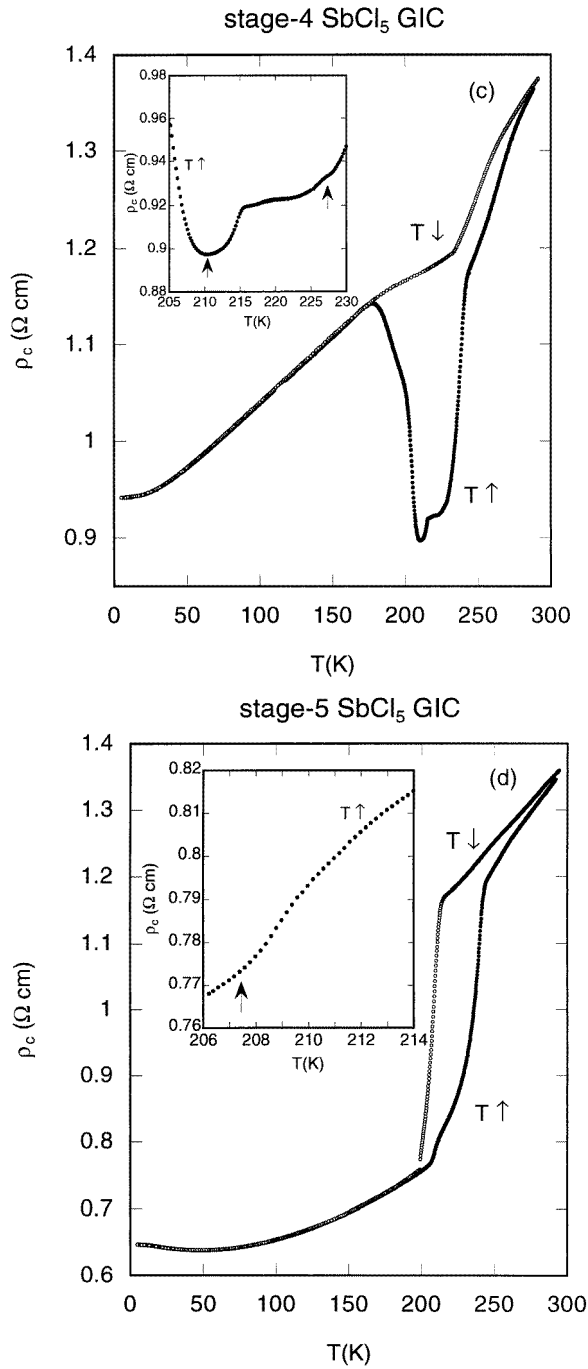 stage-4 SbCl₅ GIC
1.4
1.3
1.2
1.1
1
0.9
ρc (Ω cm)
0 50 100 150 200 250 300
T(K)
(c)
T ↓
T ↑
0.98
0.96
0.94
0.92
0.9
0.88
ρc (Ω cm)
T ↑
205 210 215 220 225 230
T(K)
stage-5 SbCl₅ GIC
1.4
1.3
1.2
1.1
1
0.9
0.8
0.7
0.6
ρc (Ω cm)
0 50 100 150 200 250 300
T(K)
(d)
T ↓
T ↑
0.82
0.81
0.8
0.79
0.78
0.77
0.76
ρc (Ω cm)
T ↑
206 208 210 212 214
T(K)